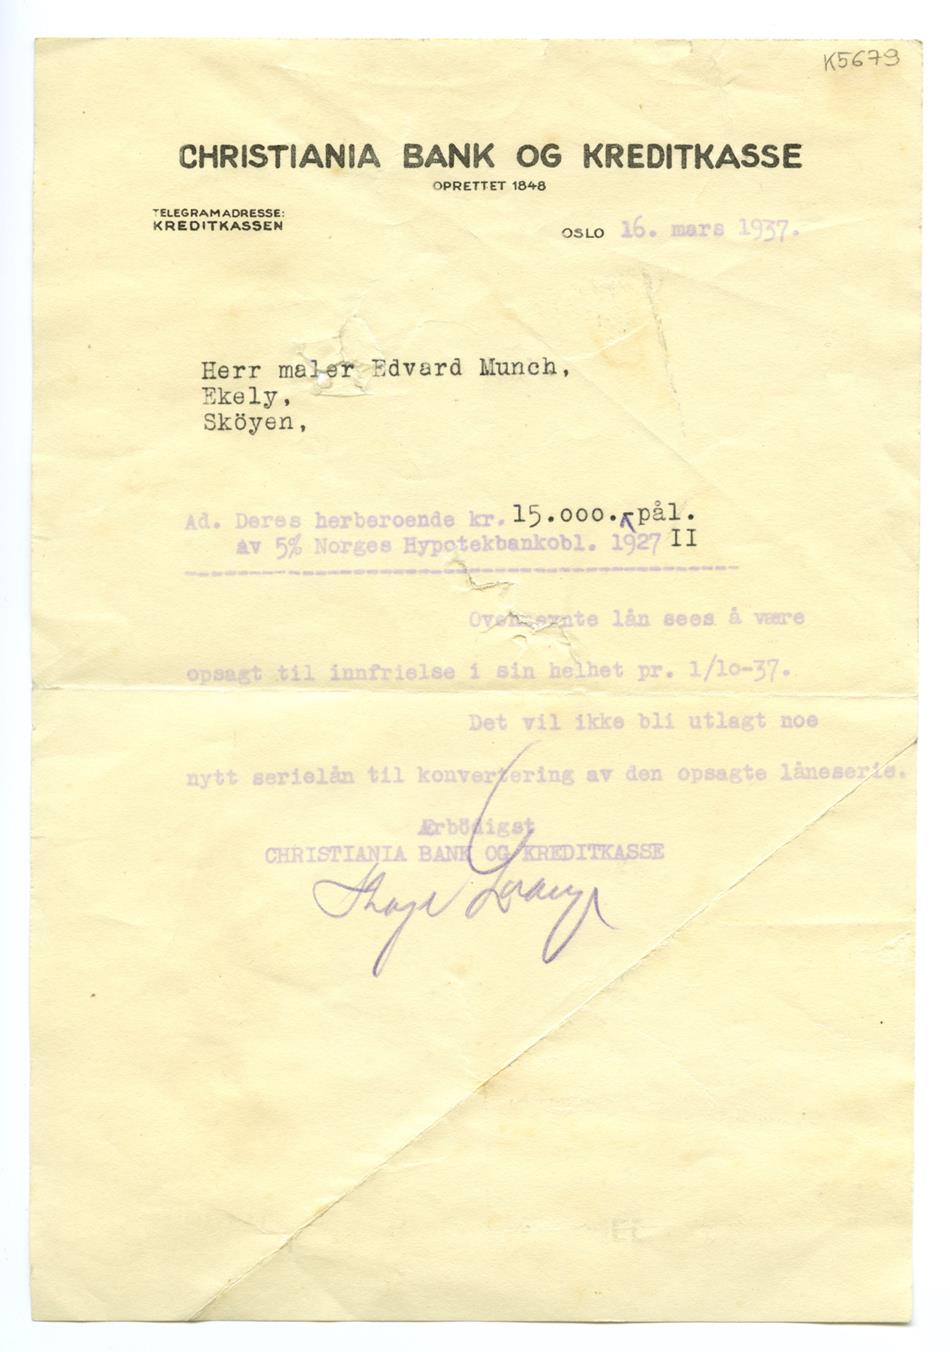 K5679
CHRISTIANIA BANK OG KREDITKASSE
OPRETTET 1848
TELEGRAMADRESSE:
KREDITKASSEN
OSLO 16. mars 1937.
Herr maler Edvard Munch,
Ekely,
Sköyen,
Ad. Deres herberoende kr. 15.000.- pål.
av 5% Norges Hypotekbankobl. 1927 II
Ovennevnte lån sees å være
opsagt til innfrielse i sin helhet pr. 1/10-37.
Det vil ikke bli utlagt noe
nytt serielån til konvertering av den opsagte låneserie.
Ærbödigst
CHRISTIANIA BANK OG KREDITKASSE